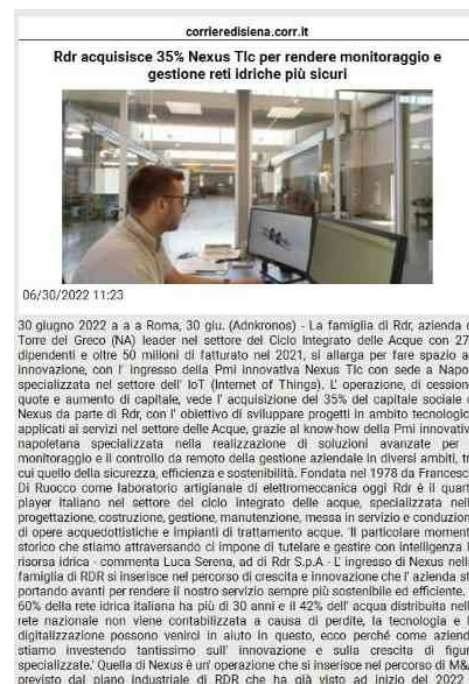 corrieredisiena.corr.it
Rdr acquisisce 35% Nexus Tlc per rendere monitoraggio e
gestione reti idriche più sicuri
06/30/2022 11:23
30 giugno 2022 a a a Roma, 30 giu. (Adnkronos) - La famiglia di Rdr, azienda
Torre del Greco (NA) leader nel settore del Ciclo Integrato delle Acque con 27
dipendenti e oltre 50 milioni di fatturato nel 2021, si allarga per fare spazio a
innovazione, con l' ingresso della Pmi innovativa Nexus Tlc con sede a Napo
specializzata nel settore dell' IoT (Internet of Things). L' operazione, di cession
quote e aumento di capitale, vede l' acquisizione del 35% del capitale sociale
Nexus da parte di Rdr, con l' obiettivo di sviluppare progetti in ambito tecnologic
applicati ai servizi nel settore delle Acque, grazie al know-how della Pmi innovativ
napoletana specializzata nella realizzazione di soluzioni avanzate per
monitoraggio e il controllo da remoto della gestione aziendale in diversi ambiti, tr
cui quello della sicurezza, efficienza e sostenibilità. Fondata nel 1978 da Francesc
Di Ruocco come laboratorio artigianale di elettromeccanica oggi Rdr è il quart
player italiano nel settore del ciclo integrato delle acque, specializzata nell
progettazione, costruzione, gestione, manutenzione, messa in servizio e conduzion
di opere acquedottistiche e impianti di trattamento acque. "Il particolare moment
storico che stiamo attraversando ci impone di tutelare e gestire con intelligenza l
risorsa idrica - commenta Luca Serena, ad di Rdr S.p.A - L' ingresso di Nexus nell
famiglia di RDR si inserisce nel percorso di crescita e innovazione che l' azienda st
portando avanti per rendere il nostro servizio sempre più sostenibile ed efficiente.
60% della rete idrica italiana ha più di 30 anni e il 42% dell' acqua distribuita nell
rete nazionale non viene contabilizzata a causa di perdite, la tecnologia e l
digitalizzazione possono venirci in aiuto in questo, ecco perché come aziend
stiamo investendo tantissimo sull' innovazione e sulla crescita di figur
specializzate." Quella di Nexus è un' operazione che si inserisce nel percorso di M&
previsto dal piano industriale di RDR che ha già visto ad inizio del 2022